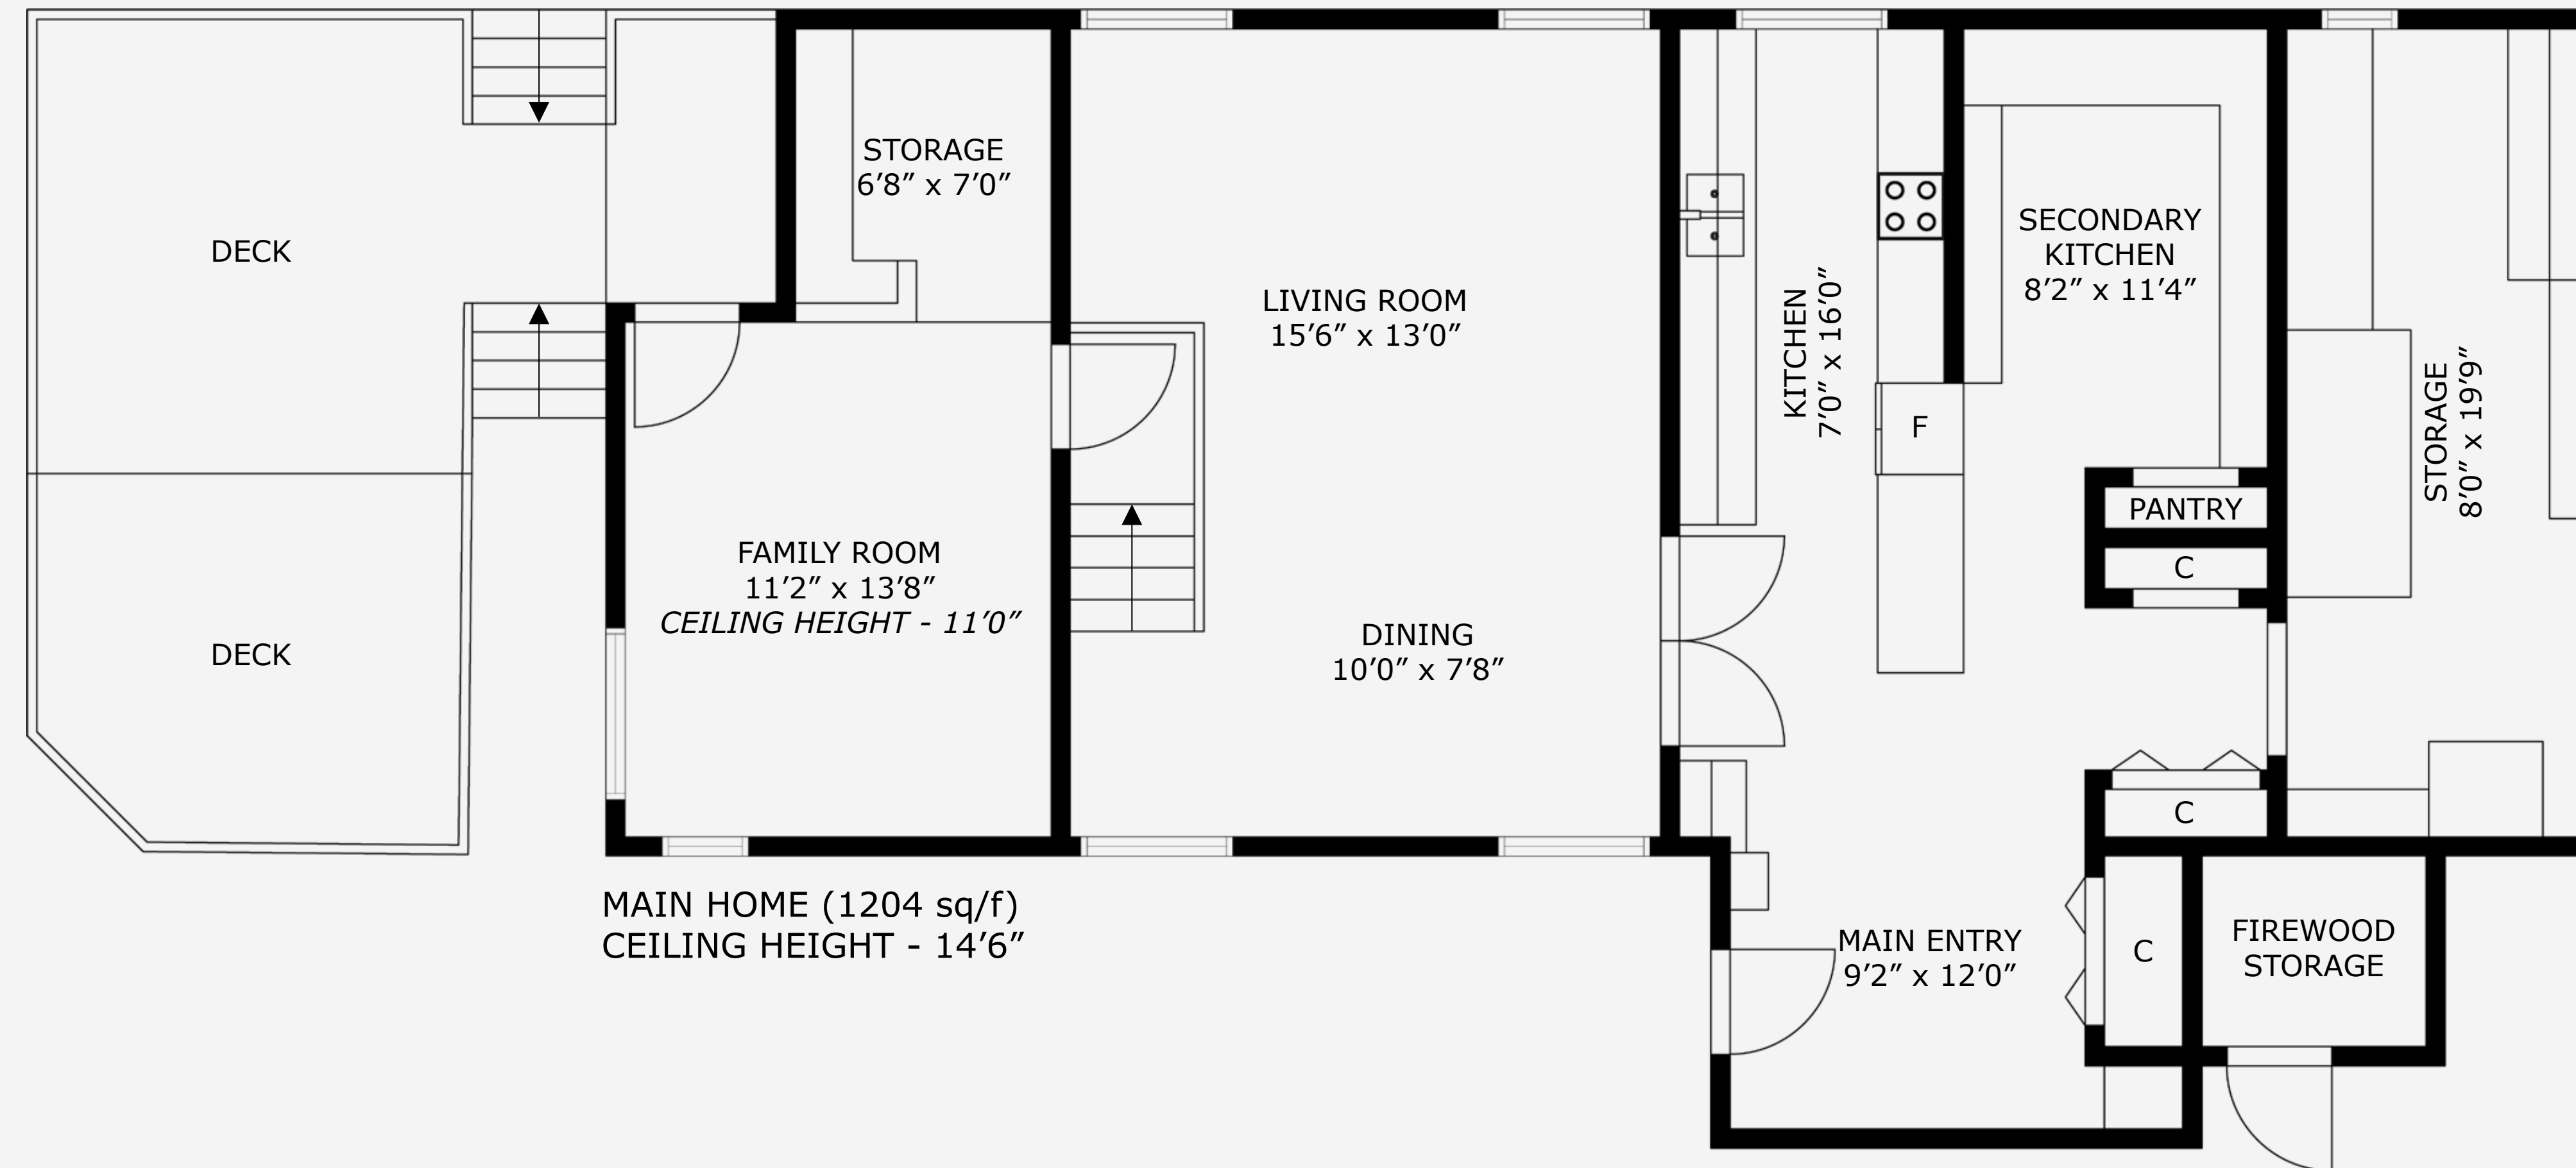 DECK
STORAGE
6’8” x 7’0”
LIVING ROOM
15’6” x 13’0”
KITCHEN
7’0” x 16’0”
SECONDARY
KITCHEN
8’2” x 11’4”
F
STORAGE
8’0” x 19’9”
PANTRY
C
FAMILY ROOM
11’2” x 13’8”
CEILING HEIGHT - 11’0”
DECK
DINING
10’0” x 7’8”
C
MAIN HOME (1204 sq/f)
CEILING HEIGHT - 14’6”
MAIN ENTRY
9’2” x 12’0”
C
FIREWOOD
STORAGE